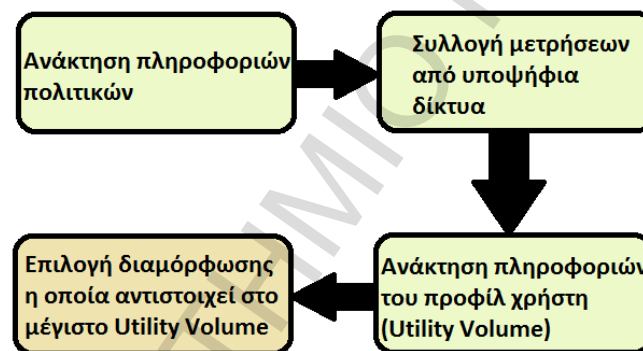 Ανάκτηση πληροφοριών
πολιτικών
Συλλογή μετρήσεων
από υποψήφια
δίκτυα
Ανάκτηση πληροφοριών
του προφίλ χρήστη
(Utility Volume)
Επιλογή διαμόρφωσης
η οποία αντιστοιχεί στο
μέγιστο Utility Volume